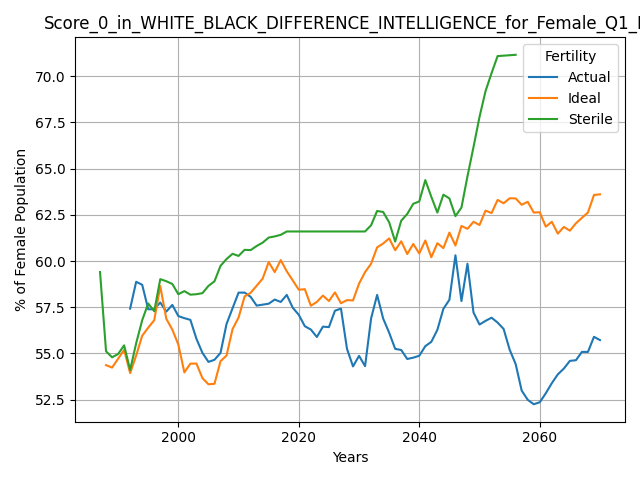 Score_0_in_WHITE_BLACK_DIFFERENCE_INTELLIGENCE_for_Female_Q1_
Fertility
Actual
Ideal
Sterile
% of Female Population
70.0
67.5
65.0
62.5
60.0
57.5
55.0
52.5
2000
2020
2040
2060
Years